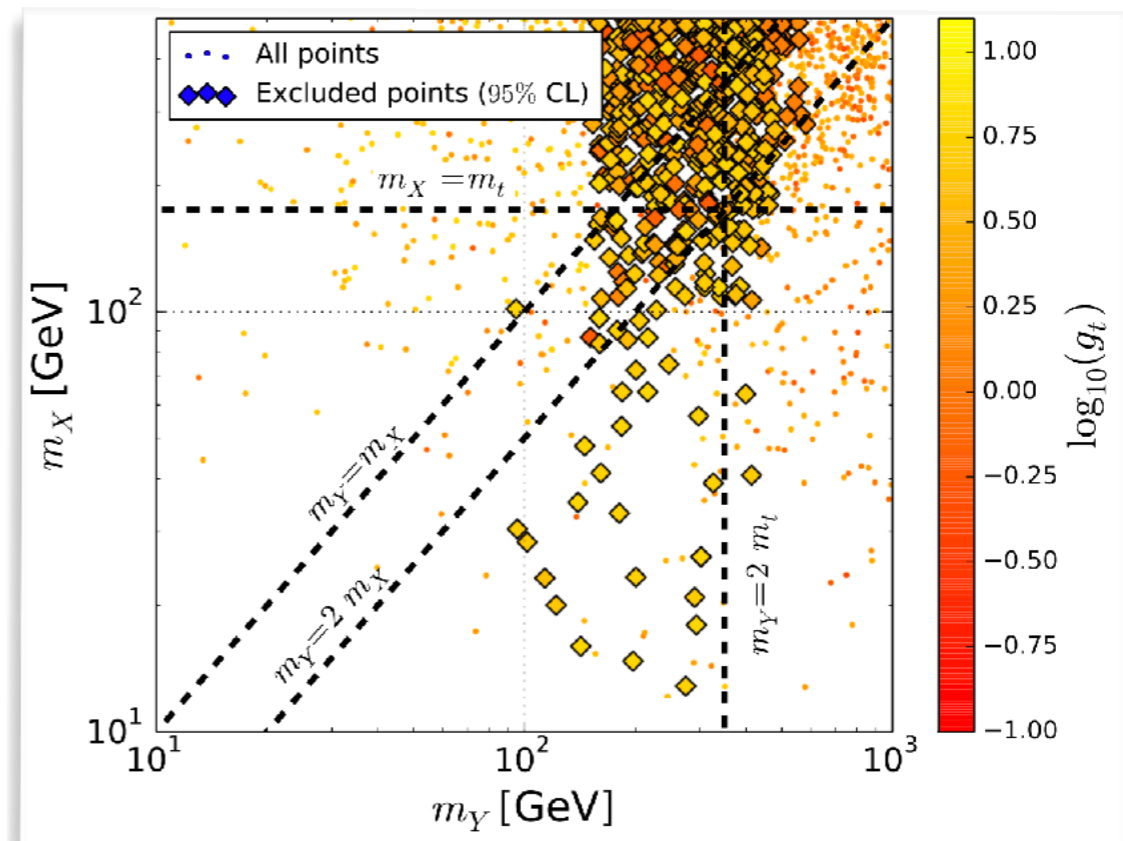 All points
Excluded points (95% CL)
m_X = m_t
m_Y=m_X
m_Y=2 m_X
m_Y=2 m_t
10^2
10^1
10^1
10^2
10^3
m_X [GeV]
m_Y [GeV]
1.00
0.75
0.50
0.25
0.00
−0.25
−0.50
−0.75
−1.00
log_10(g_t)